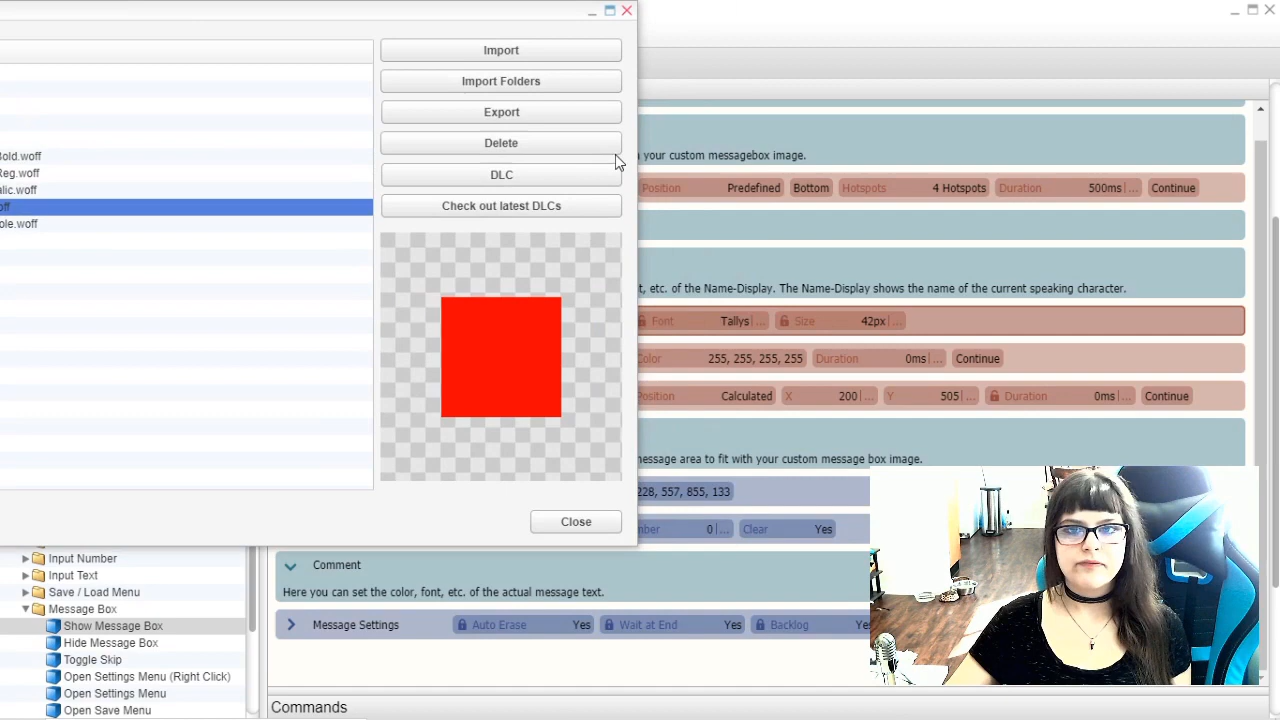 Import
Import Folders
Export
Delete
DLC
Check out latest DLCs
Bold.woff
Reg.woff
alic.woff
off
ole.woff
Close
your custom messagebox image.
Position Predefined Bottom Hotspots 4 Hotspots Duration 500ms ... Continue
t, etc. of the Name-Display. The Name-Display shows the name of the current speaking character.
Font Tallys ... Size 42px ...
Color 255, 255, 255, 255 Duration 0ms ... Continue
Position Calculated X 200 ... Y 505 ... Duration 0ms ... Continue
message area to fit with your custom message box image.
228, 557, 855, 133
mber 0 ... Clear Yes
Comment
Here you can set the color, font, etc. of the actual message text.
Message Settings Auto Erase Yes Wait at End Yes Backlog Yes
Input Number
Input Text
Save / Load Menu
Message Box
Show Message Box
Hide Message Box
Toggle Skip
Open Settings Menu (Right Click)
Open Settings Menu
Open Save Menu
Commands